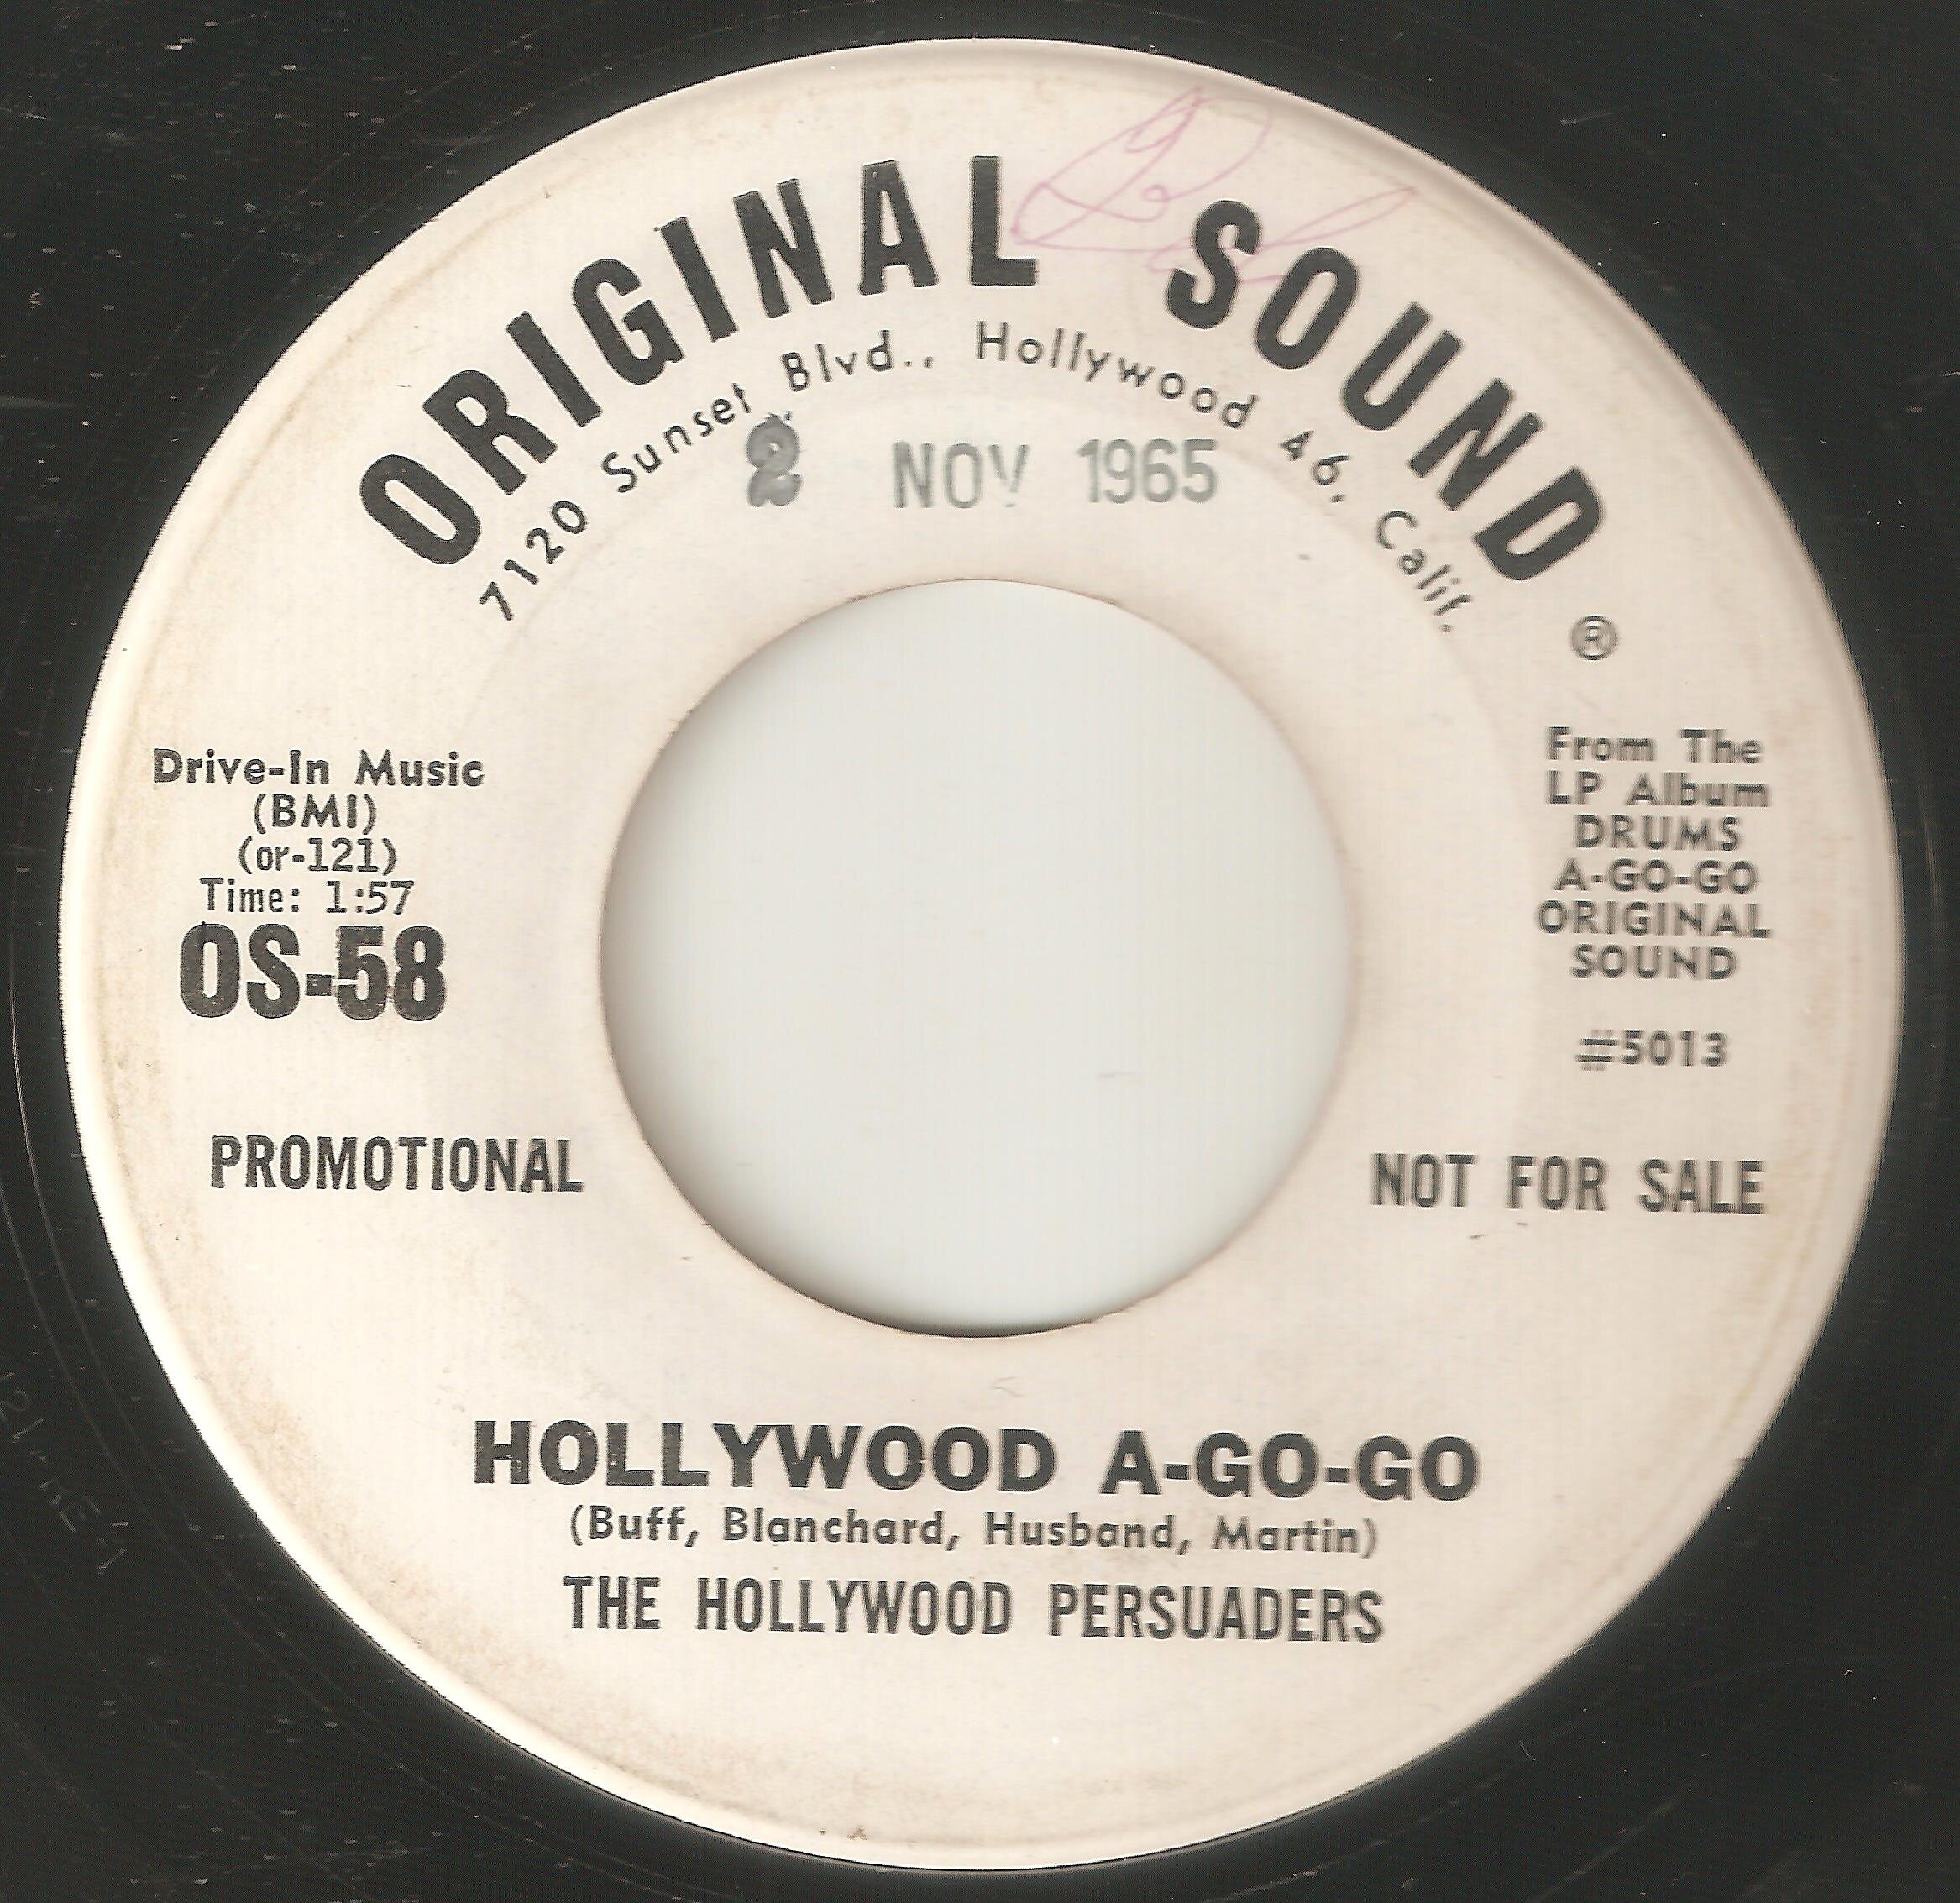 ORIGINAL SOUND ®
7120 Sunset Blvd., Hollywood 46, Calif.
2 NOV 1965
Drive-In Music
(BMI)
(or-121)
Time: 1:57
OS-58
From The
LP Album
DRUMS
A-GO-GO
ORIGINAL
SOUND
#5013
PROMOTIONAL
NOT FOR SALE
HOLLYWOOD A-GO-GO
(Buff, Blanchard, Husband, Martin)
THE HOLLYWOOD PERSUADERS